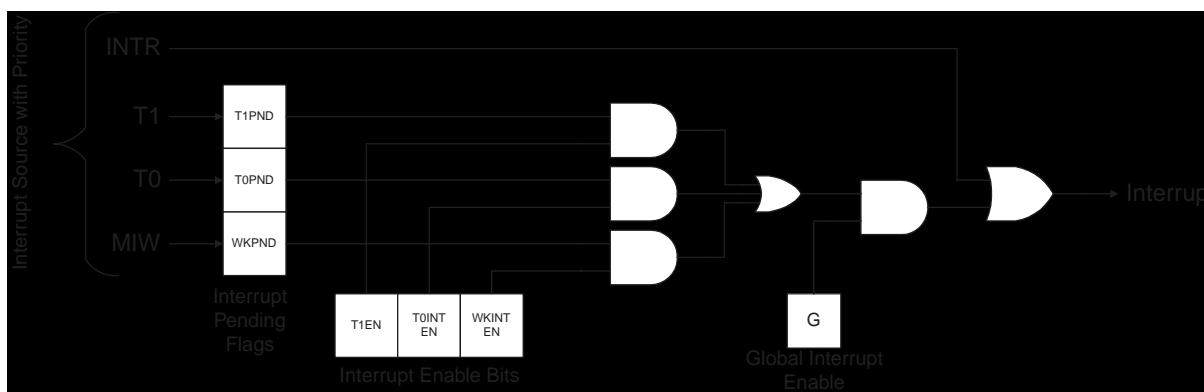 Interrupt Source with Priority
INTR
T1
T1PND
T0
T0PND
MIW
WKPND
Interrupt
Pending
Flags
T1EN
T0INT
EN
WKINT
EN
Interrupt Enable Bits
G
Global Interrupt
Enable
Interrupt